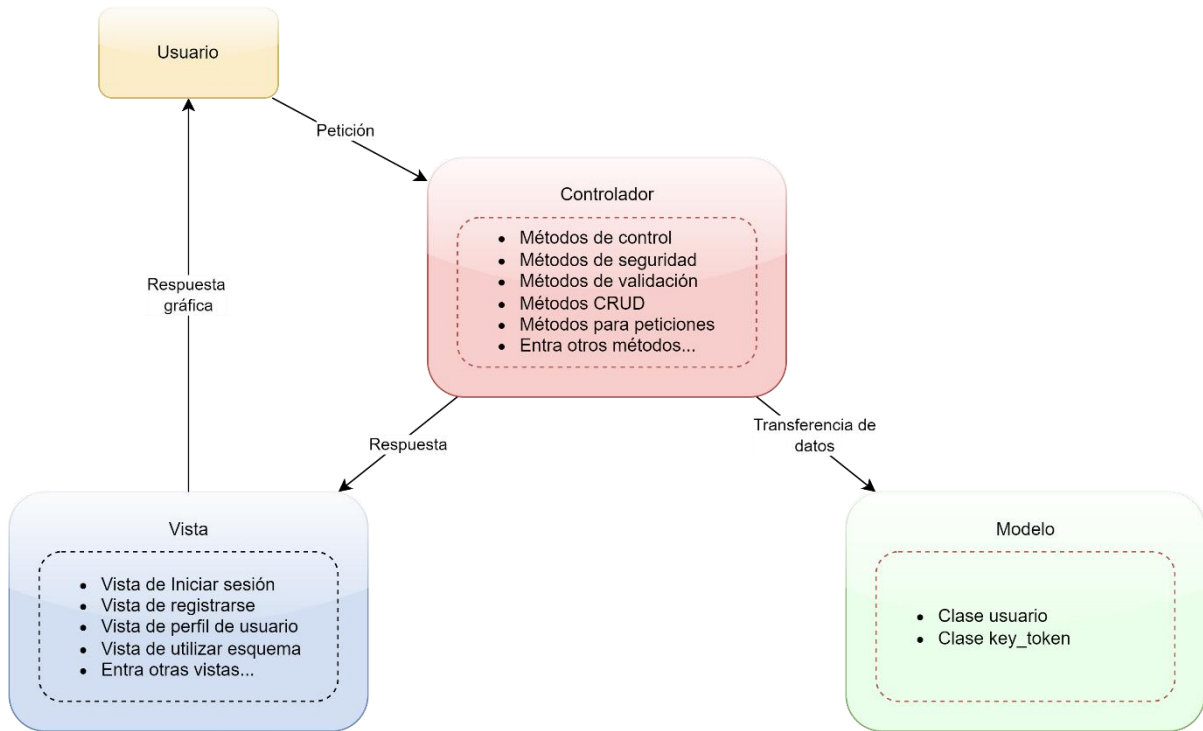 Usuario
Petición
Controlador
Métodos de control
Métodos de seguridad
Métodos de validación
Métodos CRUD
Métodos para peticiones
Entra otros métodos...
Respuesta
gráfica
Respuesta
Transferencia de
datos
Vista
Vista de Iniciar sesión
Vista de registrarse
Vista de perfil de usuario
Vista de utilizar esquema
Entra otras vistas...
Modelo
Clase usuario
Clase key_token